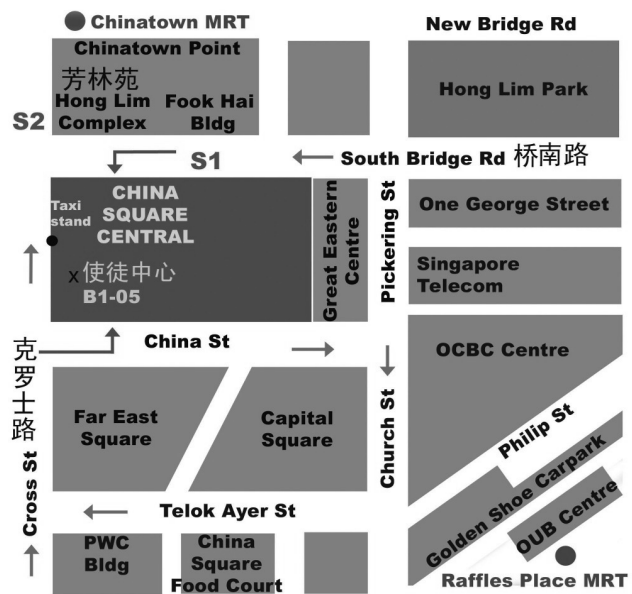 Chinatown MRT
New Bridge Rd
Chinatown Point
芳林苑
Hong Lim
Complex
Fook Hai
Bldg
Hong Lim Park
S2
S1
South Bridge Rd 桥南路
Taxi
stand
CHINA
SQUARE
CENTRAL
x使徒中心
B1-05
Great Eastern
Centre
Pickering St
One George Street
Singapore
Telecom
China St
OCBC Centre
克罗士路
Cross St
Far East
Square
Capital
Square
Church St
Philip St
Golden Shoe Carpark
OUB Centre
Telok Ayer St
PWC
Bldg
China
Square
Food Court
Raffles Place MRT